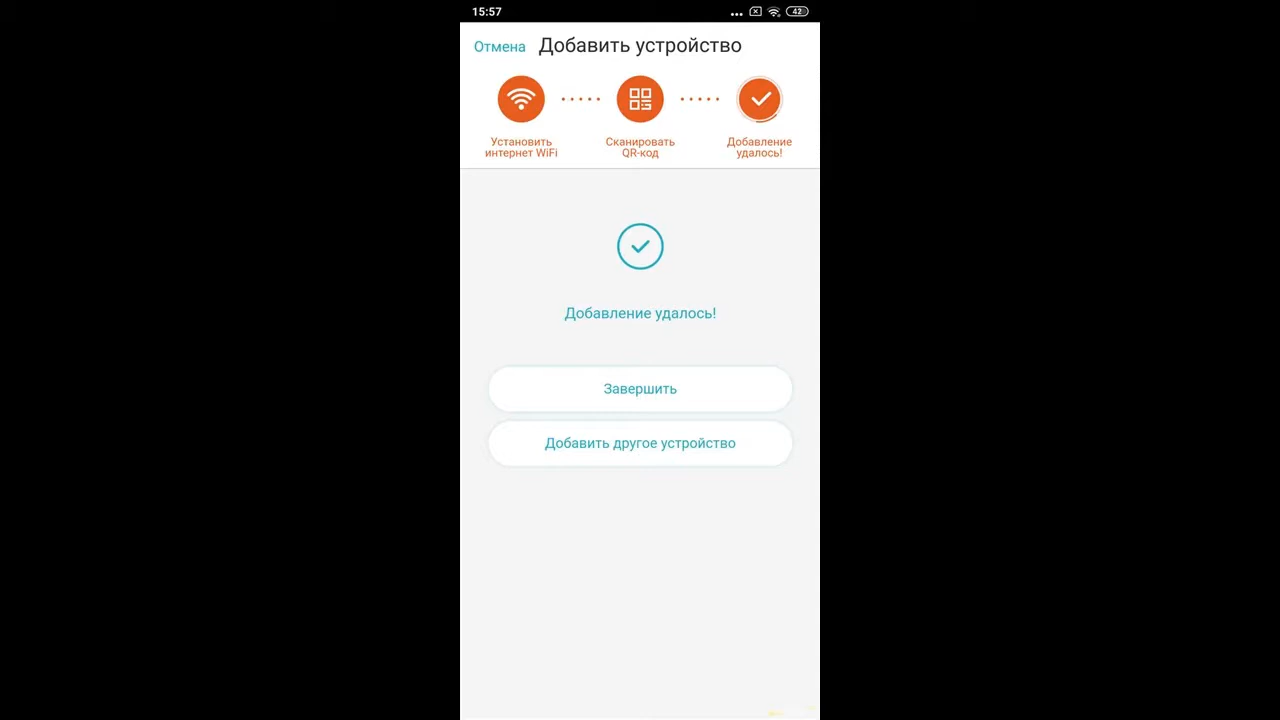 15:57
42
Отмена Добавить устройство
Установить
интернет WiFi
Сканировать
QR-код
Добавление
удалось!
Добавление удалось!
Завершить
Добавить другое устройство